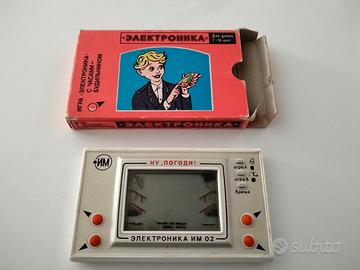 •ЭЛЕКТРОНИКА•
Для детей
7-15 лет
ИГРА •ЭЛЕКТРОНИКА•
С ЧАСАМИ-
БУДИЛЬНИКОМ
•ЭЛЕКТРОНИКА•
ИМ
НУ, ПОГОДИ!
игра А
игра Б
Время
ЭЛЕКТРОНИКА ИМ 02
subito